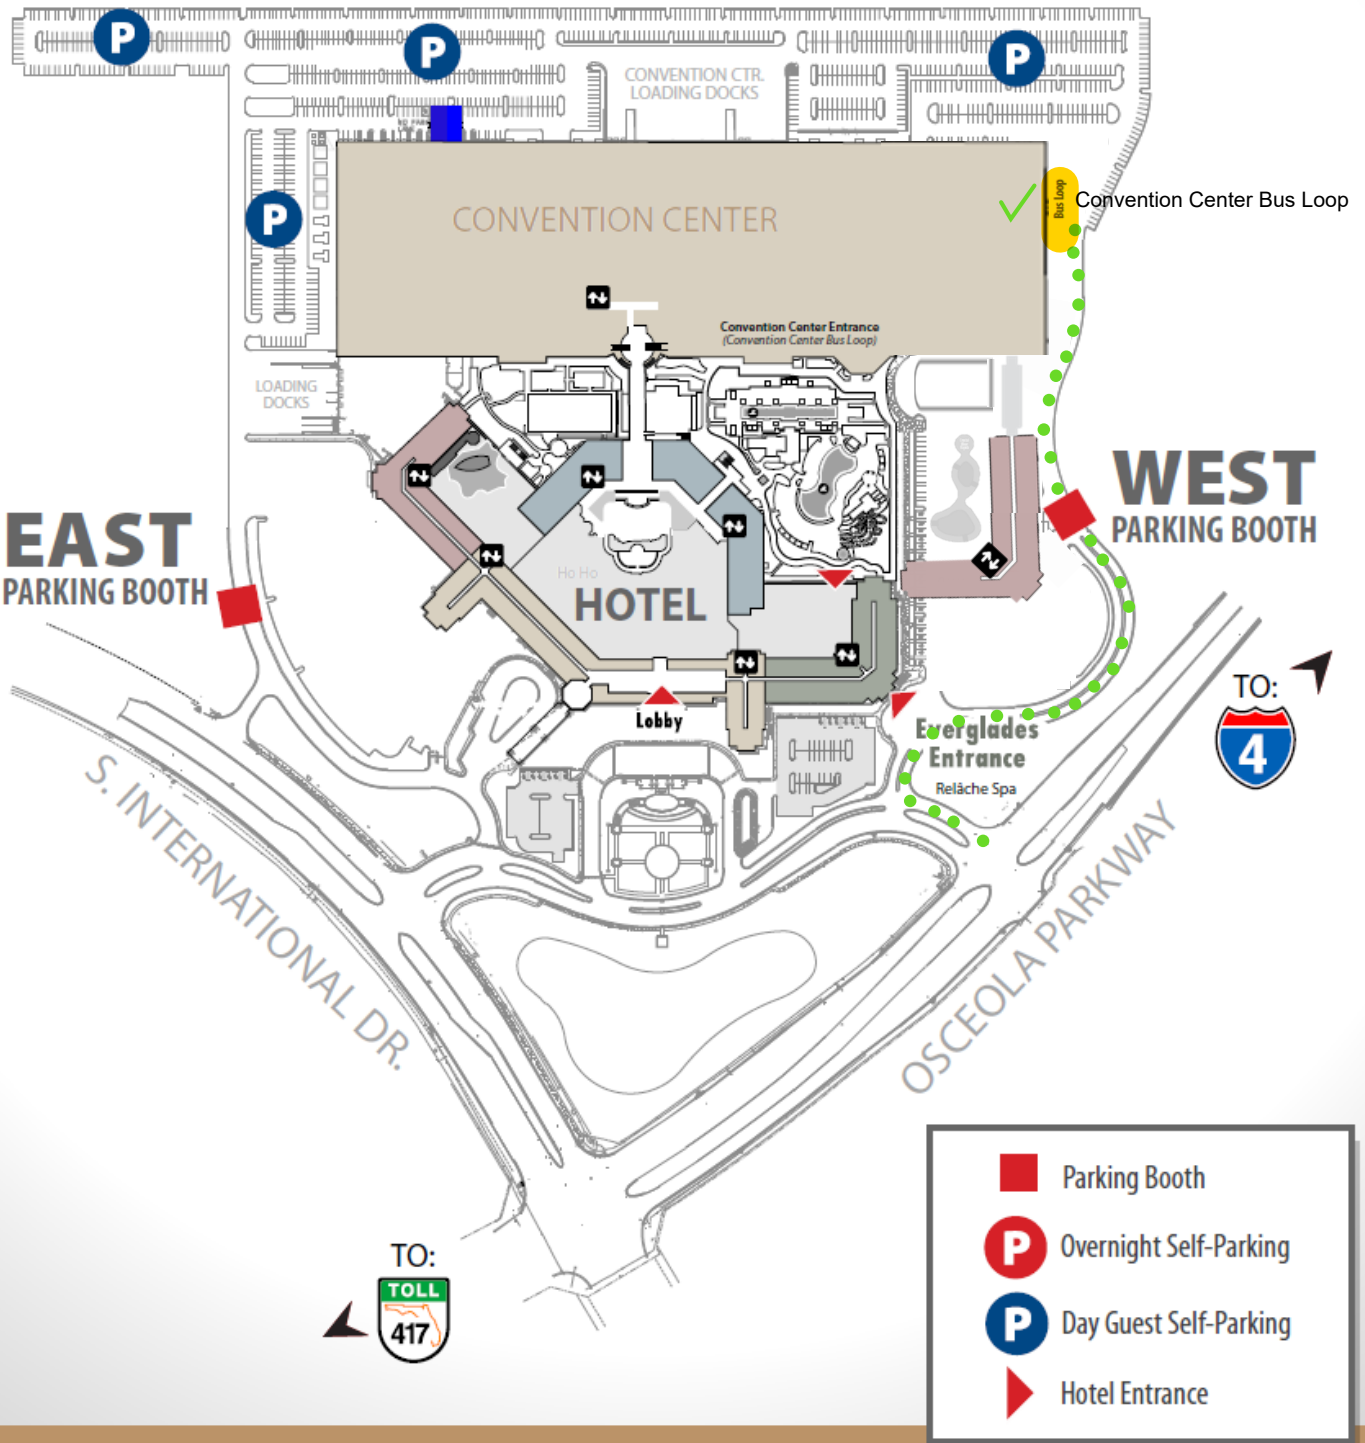 P
P
P
CONVENTION CTR.
LOADING DOCKS
P
CONVENTION CENTER
Bus Loop
Convention Center Bus Loop
Convention Center Entrance
(Convention Center Bus Loop)
LOADING
DOCKS
WEST
PARKING BOOTH
EAST
PARKING BOOTH
Ho Ho
HOTEL
Lobby
Everglades
Entrance
Relâche Spa
TO:
4
S. INTERNATIONAL DR.
OSCEOLA PARKWAY
TO:
TOLL
417
Parking Booth
P Overnight Self-Parking
P Day Guest Self-Parking
Hotel Entrance